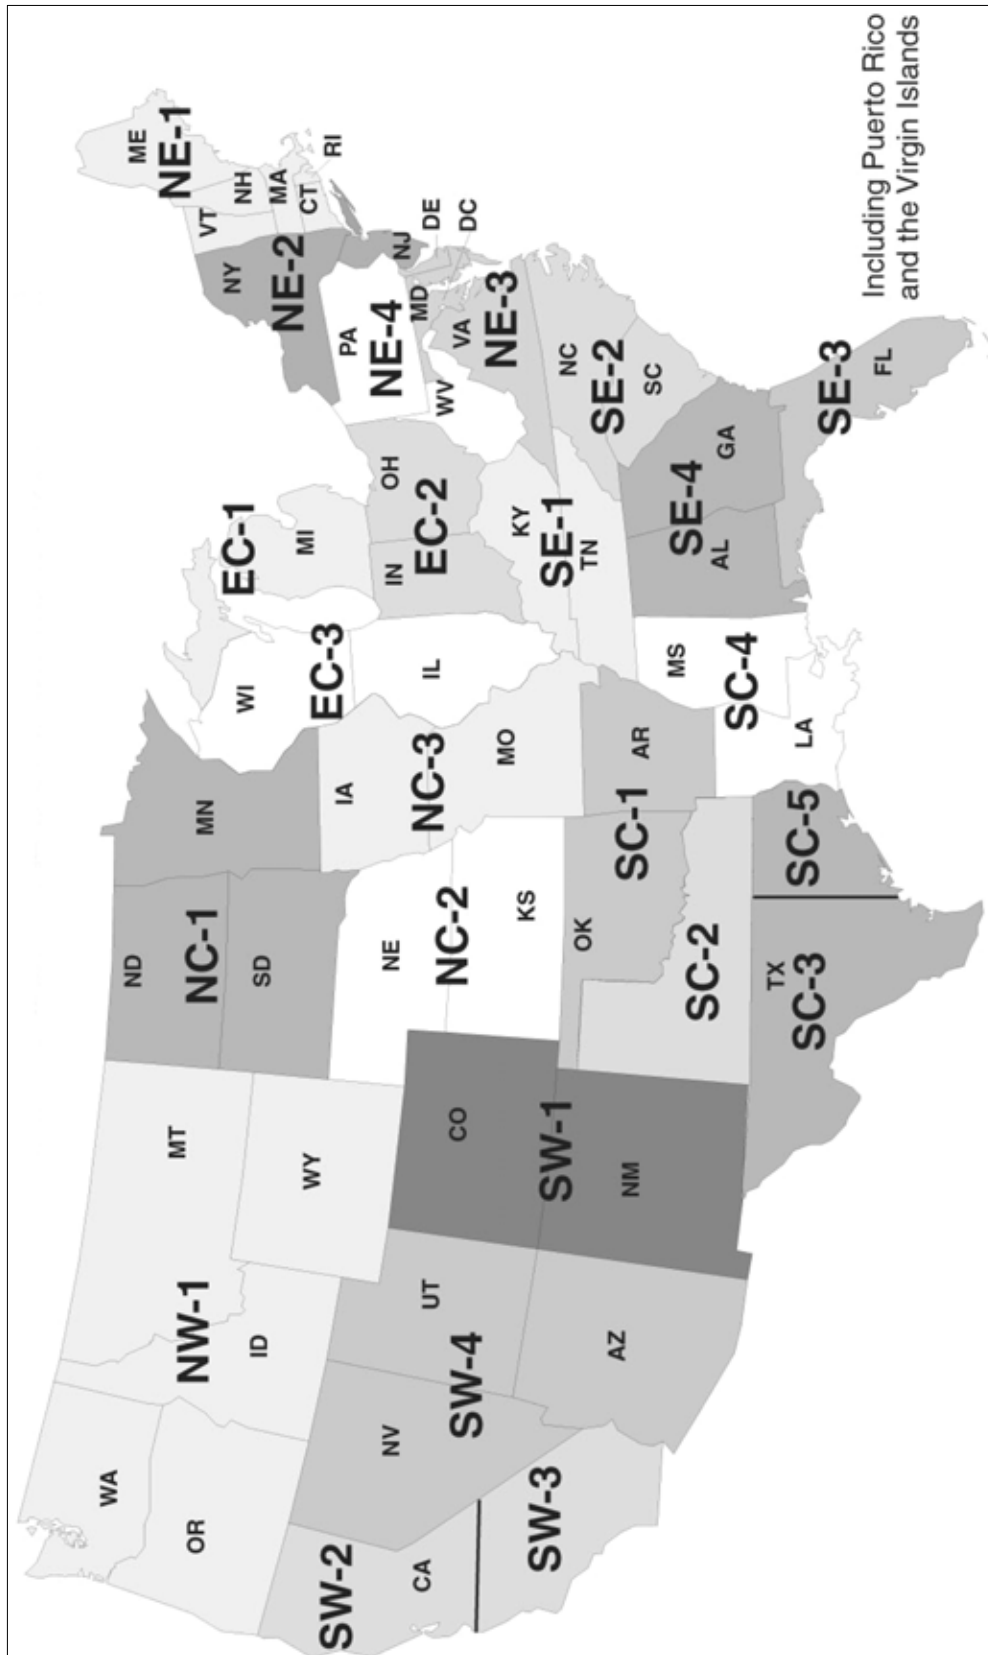 WA
OR
MT
ID
WY
NW-1
ND
SD
MN
NC-1
WI
EC-3
IL
MI
EC-1
NY
NE-2
NJ
VT
NH
ME
NE-1
MA
CT
RI
PA
NE-4
OH
IN
EC-2
IA
NC-3
MO
NE
NC-2
KS
SW-2
CA
NV
UT
SW-4
AZ
CO
SW-1
NM
SW-3
WV
VA
MD
DE
DC
NE-3
KY
SE-1
TN
NC
SE-2
SC
OK
AR
SC-1
SC-2
MS
SC-4
LA
AL
SE-4
GA
TX
SC-3
SC-5
SE-3
FL
Including Puerto Rico
and the Virgin Islands